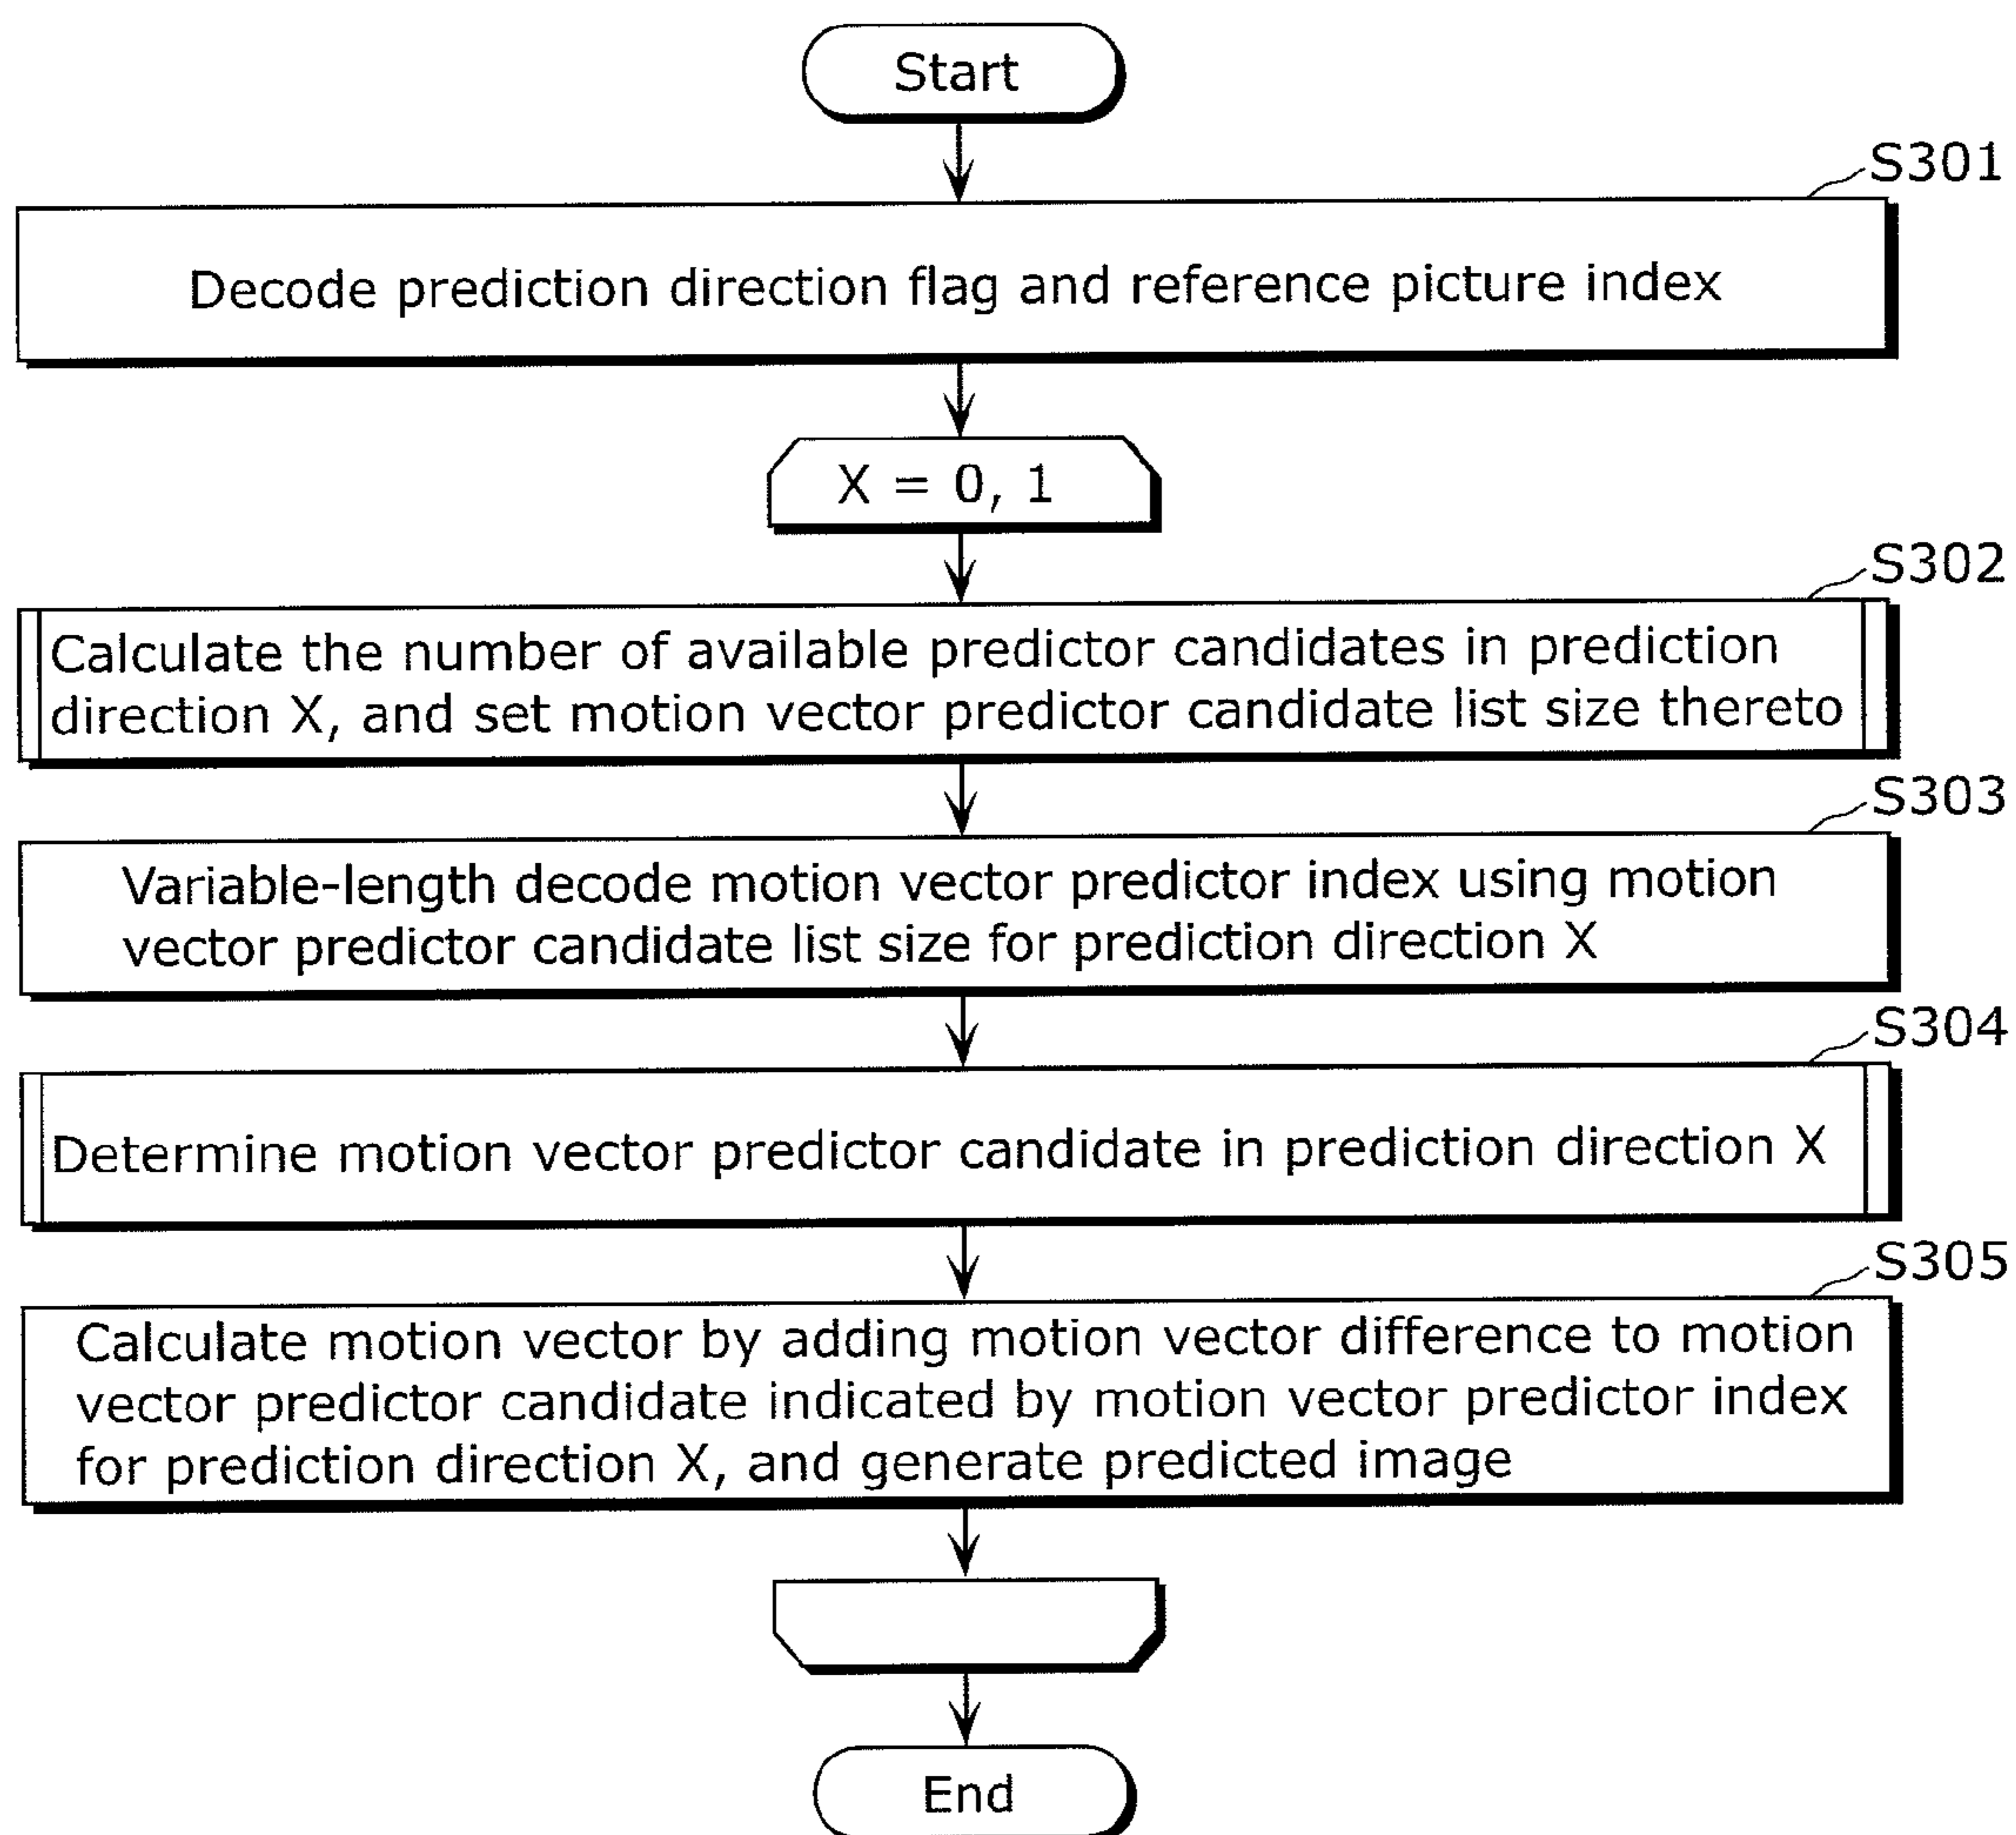 Start
S301
Decode prediction direction flag and reference picture index
X = 0, 1
S302
Calculate the number of available predictor candidates in prediction
direction X, and set motion vector predictor candidate list size thereto
S303
Variable-length decode motion vector predictor index using motion
vector predictor candidate list size for prediction direction X
S304
Determine motion vector predictor candidate in prediction direction X
S305
Calculate motion vector by adding motion vector difference to motion
vector predictor candidate indicated by motion vector predictor index
for prediction direction X, and generate predicted image
End